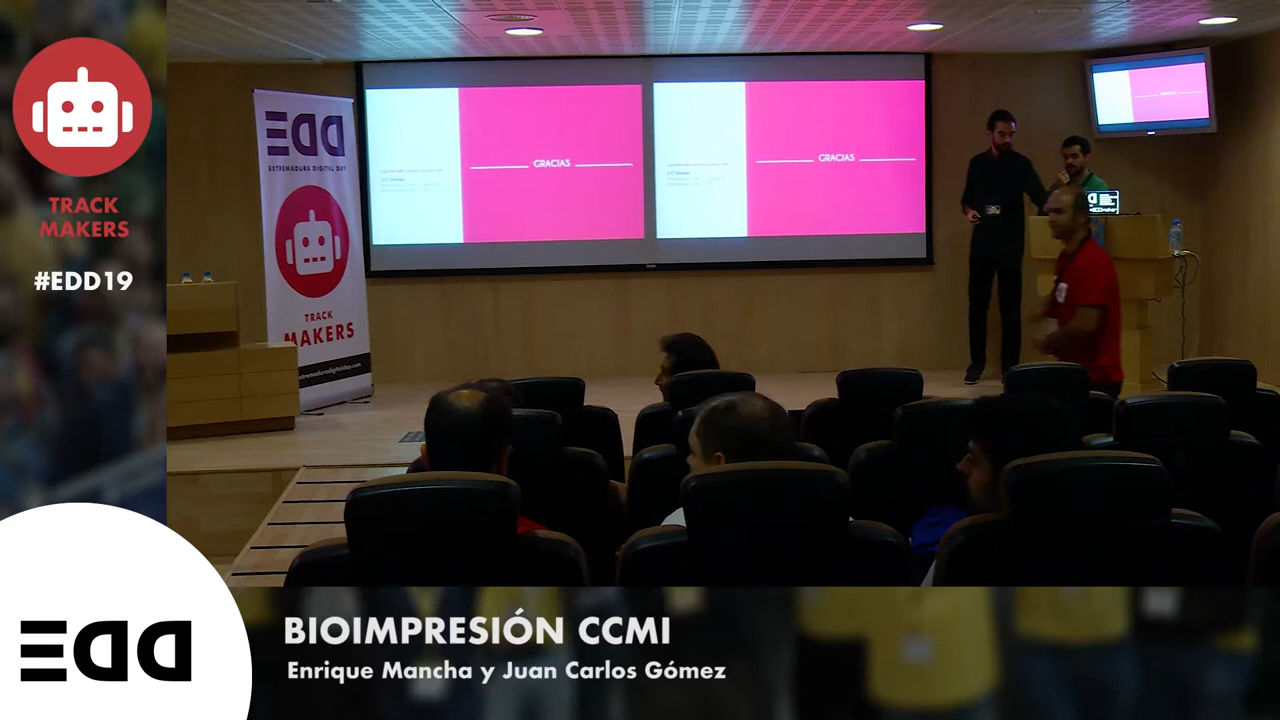 TRACK
MAKERS
#EDD19
EDD
EXTREMADURA DIGITAL DAY
TRACK
MAKERS
GRACIAS
GRACIAS
BIOIMPRESIÓN CCMI
Enrique Mancha y Juan Carlos Gómez
EDD